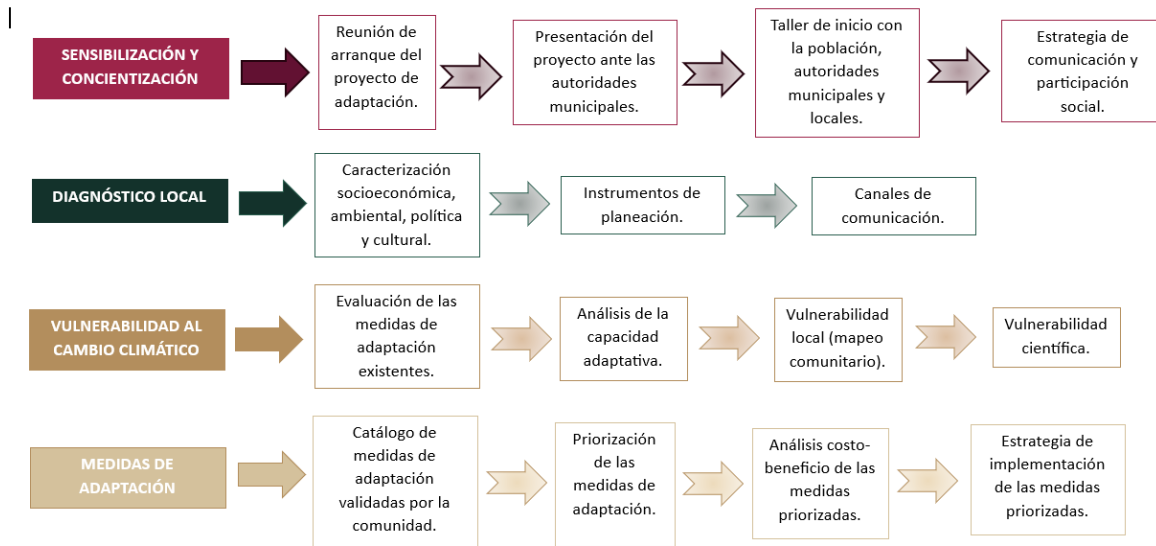 SENSIBILIZACIÓN Y
CONCIENTIZACIÓN
Reunión de
arranque del
proyecto de
adaptación.
Presentación del
proyecto ante las
autoridades
municipales.
Taller de inicio con
la población,
autoridades
municipales y
locales.
Estrategia de
comunicación y
participación
social.
DIAGNÓSTICO LOCAL
Caracterización
socioeconómica,
ambiental, política
y cultural.
Instrumentos de
planeación.
Canales de
comunicación.
VULNERABILIDAD AL
CAMBIO CLIMÁTICO
Evaluación de las
medidas de
adaptación
existentes.
Análisis de la
capacidad
adaptativa.
Vulnerabilidad
local (mapeo
comunitario).
Vulnerabilidad
científica.
MEDIDAS DE
ADAPTACIÓN
Catálogo de
medidas de
adaptación
validadas por la
comunidad.
Priorización
de las
medidas de
adaptación.
Análisis costo-
beneficio de las
medidas
priorizadas.
Estrategia de
implementación
de las medidas
priorizadas.